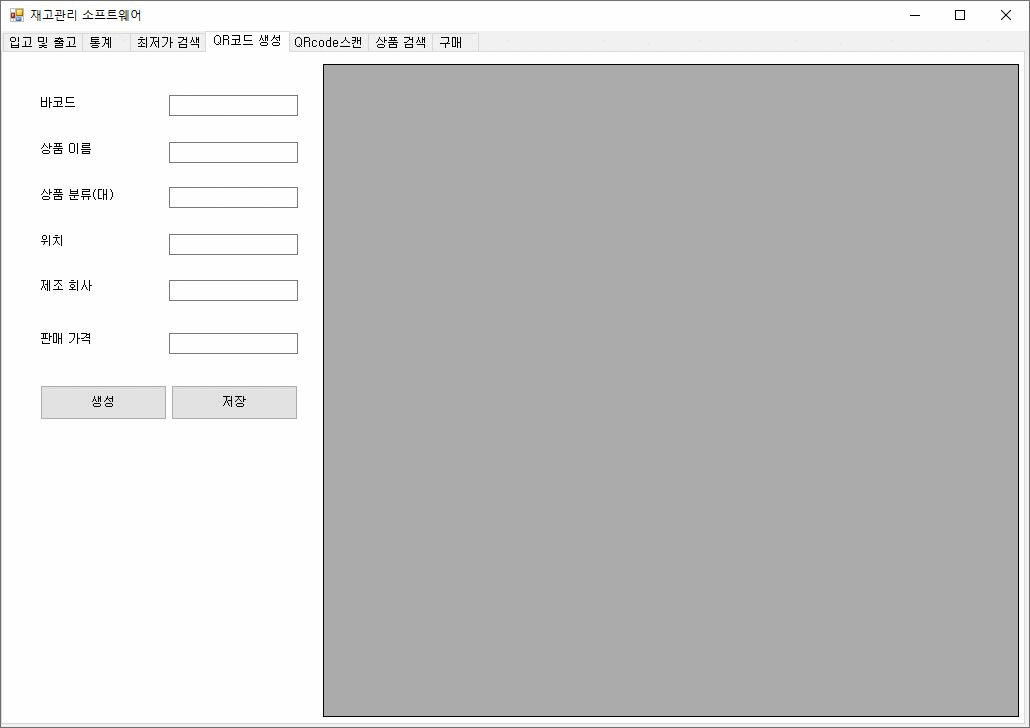 재고관리 소프트웨어
입고 및 출고 통계 최저가 검색 QR코드 생성 QRcode스캔 상품 검색 구매
바코드
상품 이름
상품 분류(대)
위치
제조 회사
판매 가격
생성 저장